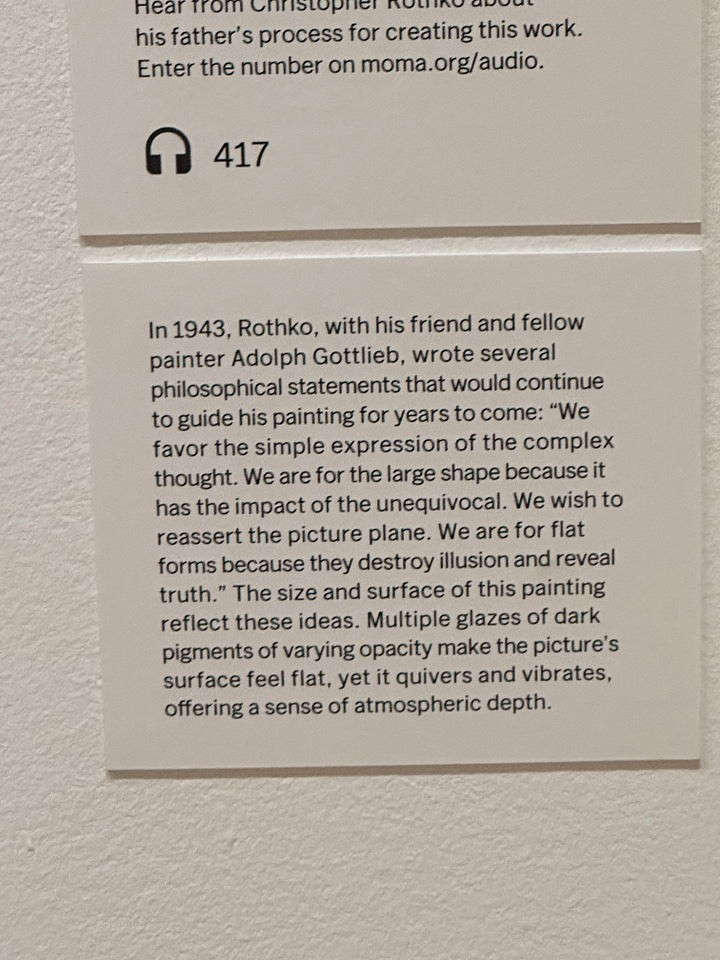 Hear from Christopher Rothko about
his father's process for creating this work.
Enter the number on moma.org/audio.
417
In 1943, Rothko, with his friend and fellow
painter Adolph Gottlieb, wrote several
philosophical statements that would continue
to guide his painting for years to come: “We
favor the simple expression of the complex
thought. We are for the large shape because it
has the impact of the unequivocal. We wish to
reassert the picture plane. We are for flat
forms because they destroy illusion and reveal
truth.” The size and surface of this painting
reflect these ideas. Multiple glazes of dark
pigments of varying opacity make the picture's
surface feel flat, yet it quivers and vibrates,
offering a sense of atmospheric depth.